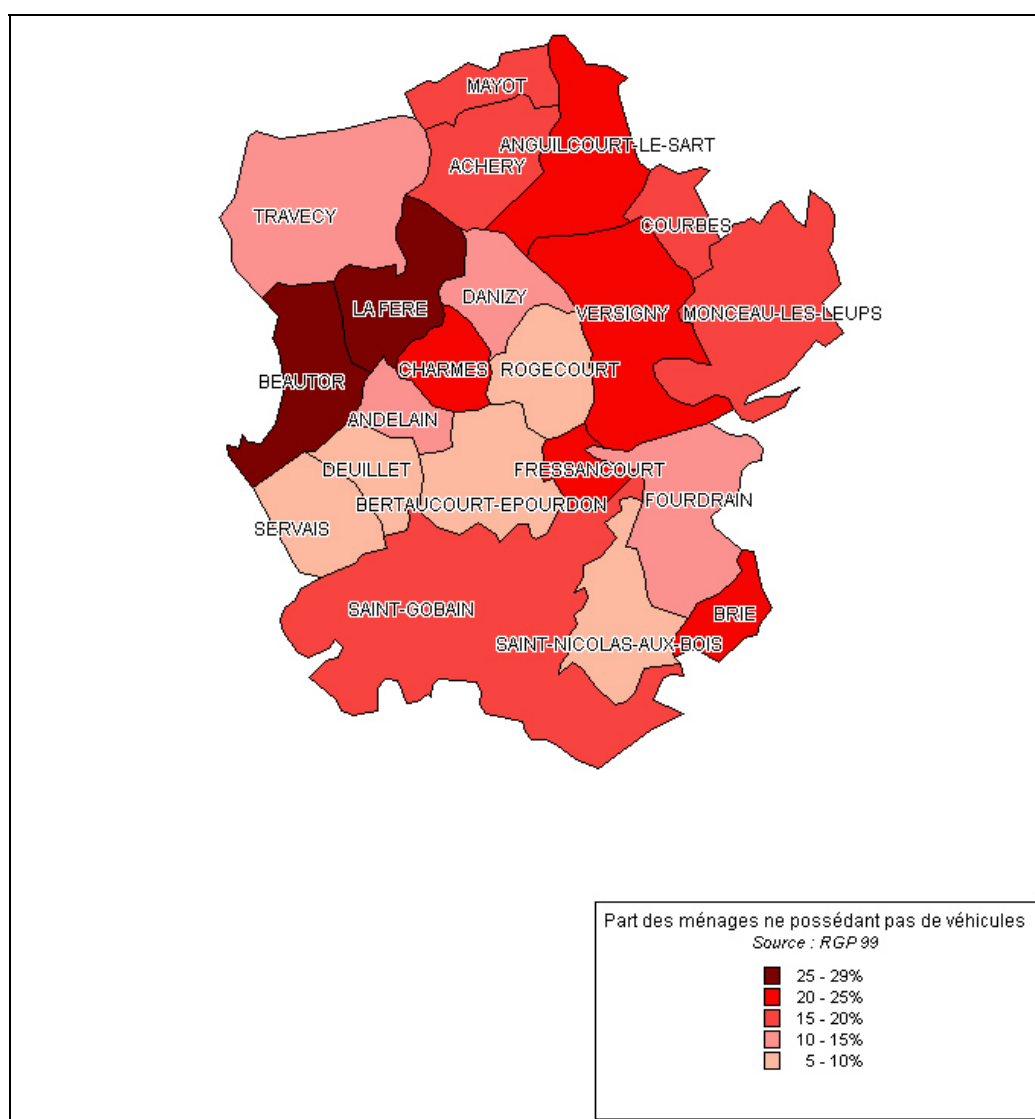 MAYOT
ANGUILCOURT-LE-SART
ACHERY
TRAVECY
COURBES
LA FERE
DANIZY
VERSIGNY
MONCEAU-LES-LEUPS
BEAUTOR
CHARMES
ROGECOURT
ANDELAIN
DEUILLET
FRESSANCOURT
BERTAUCOURT-EPOURDON
FOURDRAIN
SERVAIS
SAINT-GOBAIN
BRIE
SAINT-NICOLAS-AUX-BOIS
Part des ménages ne possédant pas de véhicules
Source : RGP 99
25 - 29%
20 - 25%
15 - 20%
10 - 15%
5 - 10%